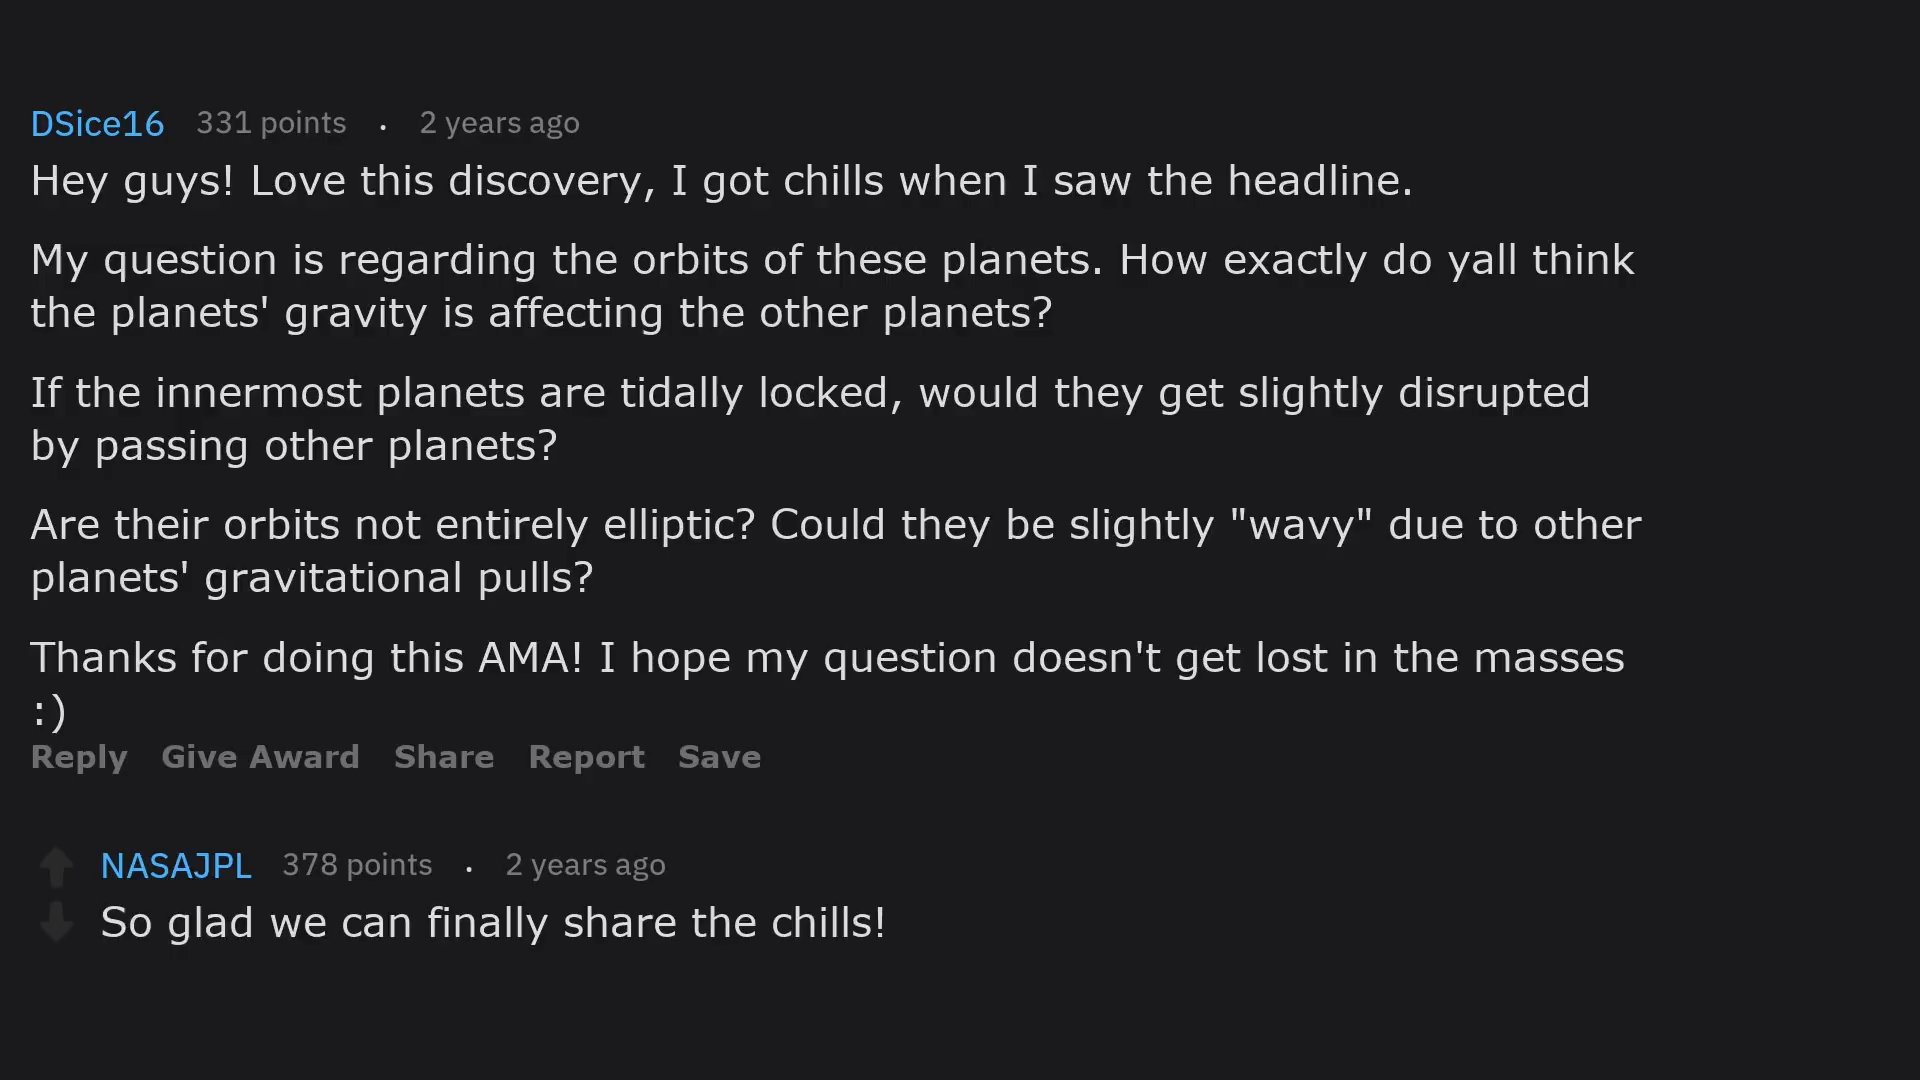 DSice16 331 points . 2 years ago
Hey guys! Love this discovery, I got chills when I saw the headline.
My question is regarding the orbits of these planets. How exactly do yall think
the planets' gravity is affecting the other planets?
If the innermost planets are tidally locked, would they get slightly disrupted
by passing other planets?
Are their orbits not entirely elliptic? Could they be slightly "wavy" due to other
planets' gravitational pulls?
Thanks for doing this AMA! I hope my question doesn't get lost in the masses
:)
Reply Give Award Share Report Save
NASAJPL 378 points . 2 years ago
So glad we can finally share the chills!